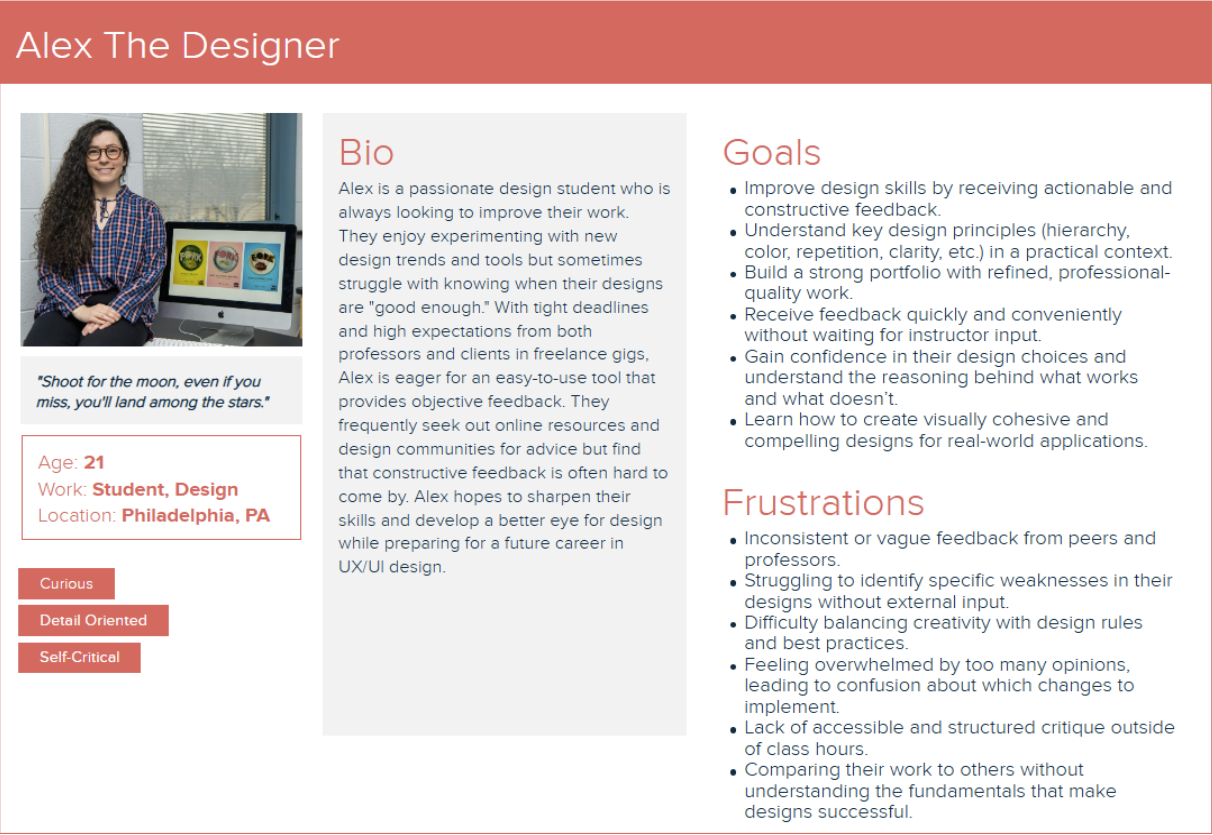 Alex The Designer
"Shoot for the moon, even if you
miss, you'll land among the stars."
Age: 21
Work: Student, Design
Location: Philadelphia, PA
Curious
Detail Oriented
Self-Critical
Bio
Alex is a passionate design student who is
always looking to improve their work.
They enjoy experimenting with new
design trends and tools but sometimes
struggle with knowing when their designs
are "good enough." With tight deadlines
and high expectations from both
professors and clients in freelance gigs,
Alex is eager for an easy-to-use tool that
provides objective feedback. They
frequently seek out online resources and
design communities for advice but find
that constructive feedback is often hard to
come by. Alex hopes to sharpen their
skills and develop a better eye for design
while preparing for a future career in
UX/UI design.
Goals
• Improve design skills by receiving actionable and
constructive feedback.
• Understand key design principles (hierarchy,
color, repetition, clarity, etc.) in a practical context.
• Build a strong portfolio with refined, professional-
quality work.
• Receive feedback quickly and conveniently
without waiting for instructor input.
• Gain confidence in their design choices and
understand the reasoning behind what works
and what doesn’t.
• Learn how to create visually cohesive and
compelling designs for real-world applications.
Frustrations
• Inconsistent or vague feedback from peers and
professors.
• Struggling to identify specific weaknesses in their
designs without external input.
• Difficulty balancing creativity with design rules
and best practices.
• Feeling overwhelmed by too many opinions,
leading to confusion about which changes to
implement.
• Lack of accessible and structured critique outside
of class hours.
• Comparing their work to others without
understanding the fundamentals that make
designs successful.